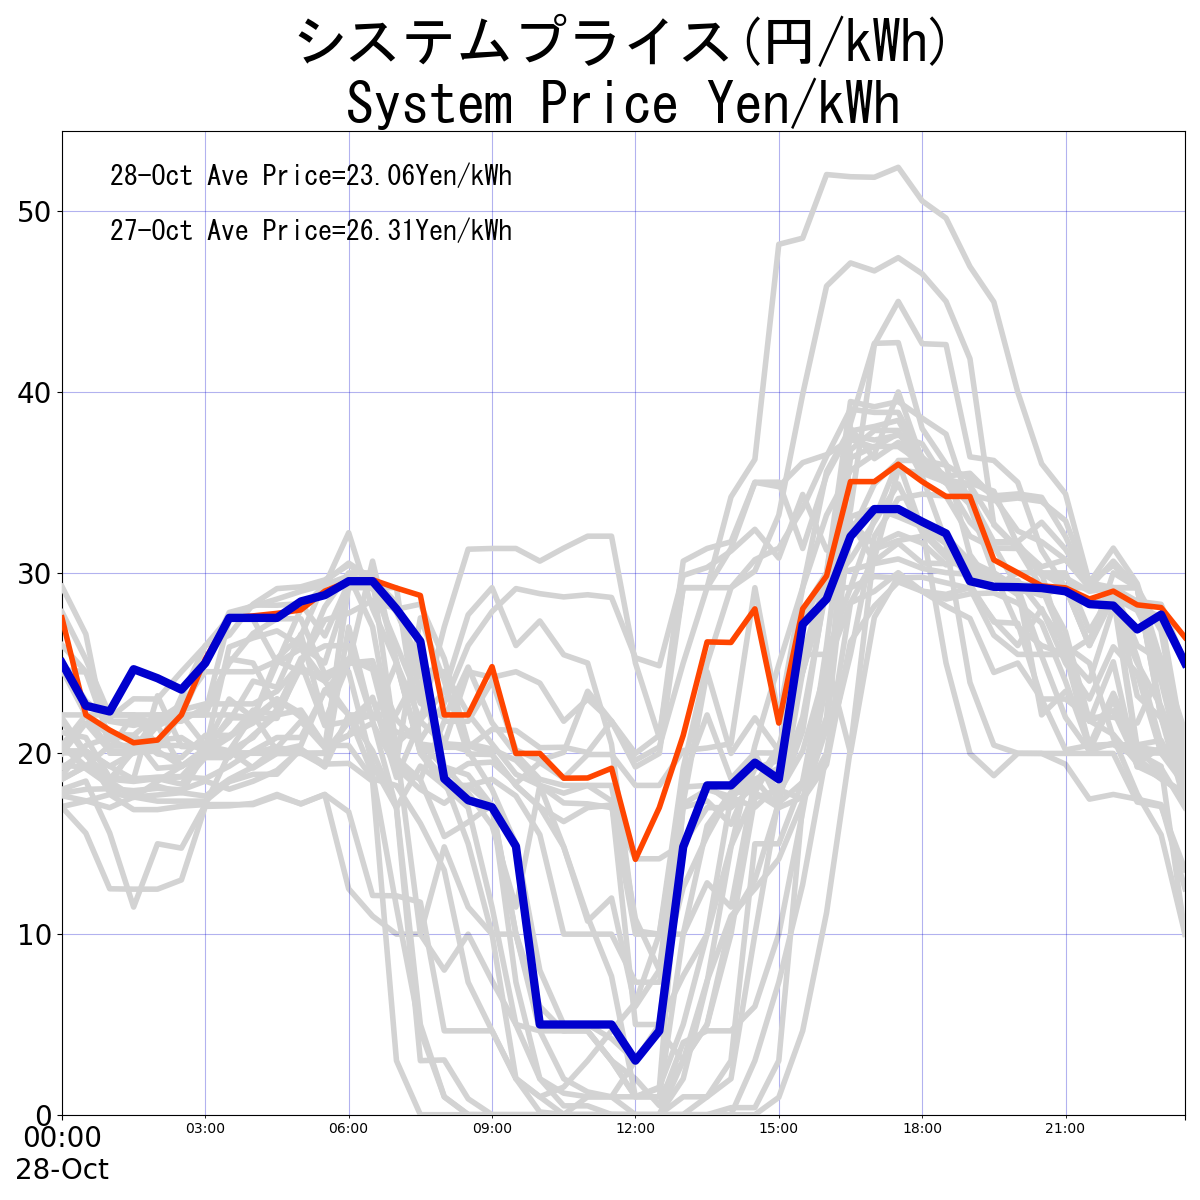 システムプライス(円/kWh)
System Price Yen/kWh
28-Oct Ave Price=23.06Yen/kWh
27-Oct Ave Price=26.31Yen/kWh
50
40
30
20
10
0
00:00 03:00 06:00 09:00 12:00 15:00 18:00 21:00
28-Oct